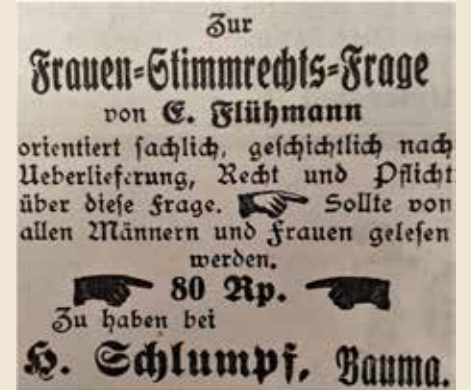 Zur
Frauen-Stimmrechts-Frage
von E. Flühmann
orientiert sachlich, geschichtlich nach
Ueberlieferung, Recht und Pflicht
über diese Frage. Sollte von
allen Männern und Frauen gelesen
werden.
80 Rp.
Zu haben bei
H. Schlumpf, Bauma.